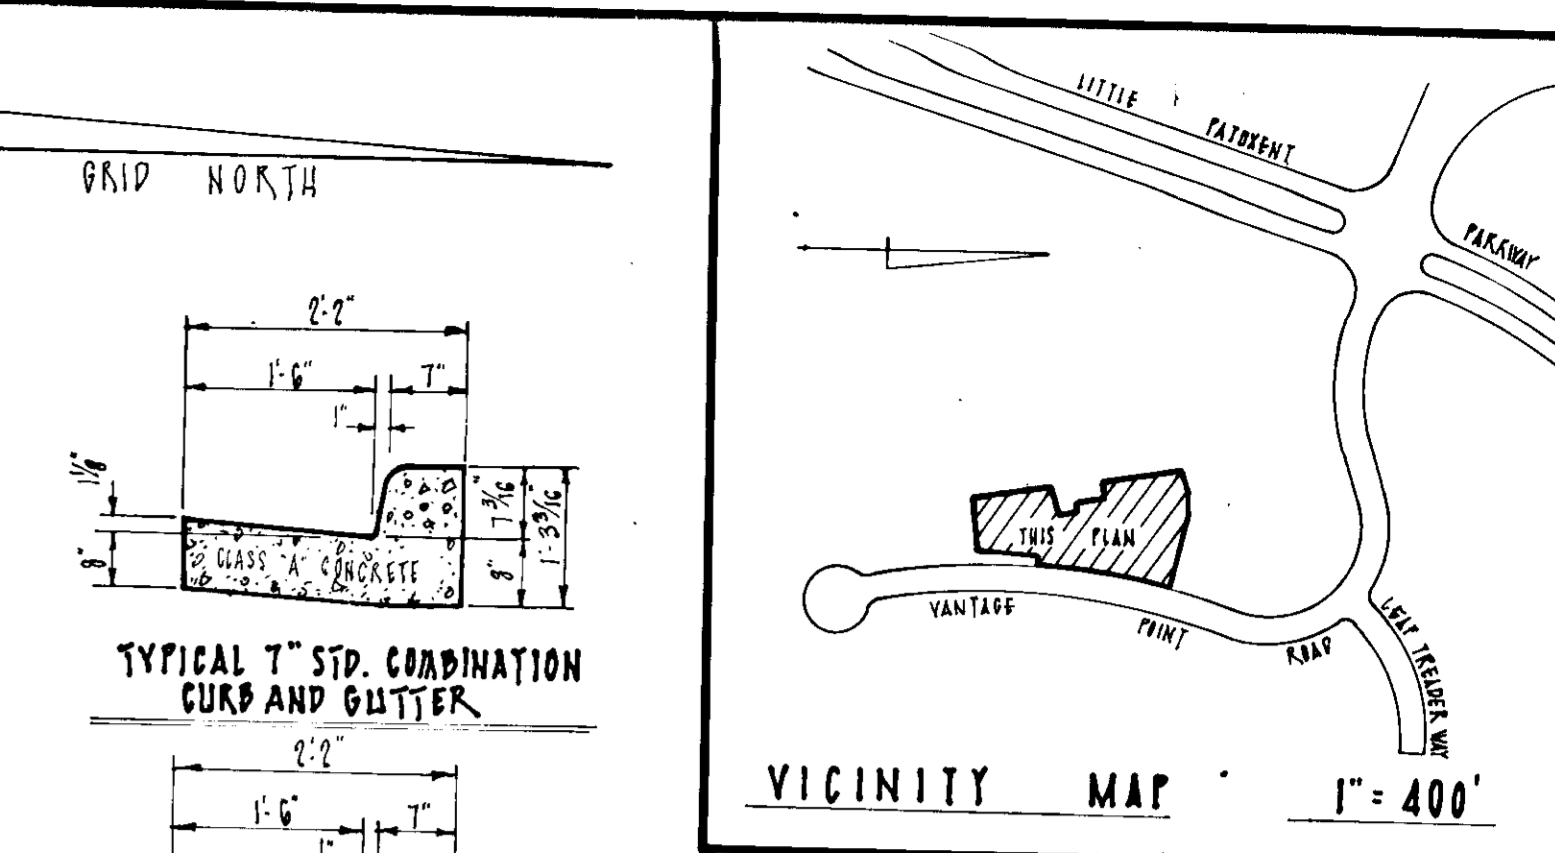 GRID NORTH
2'-2"
1'-6" 7"
1"
1 1/8"
8"
7 3/16"
8"
1'-3 3/16"
CLASS "A" CONCRETE
TYPICAL 7" STD. COMBINATION
CURB AND GUTTER
2'-2"
1'-6" 7"
1"
LITTLE PATUXENT PARKWAY
THIS PLAN
VANTAGE POINT ROAD
LEAF TREADER WAY
VICINITY MAP 1" = 400'